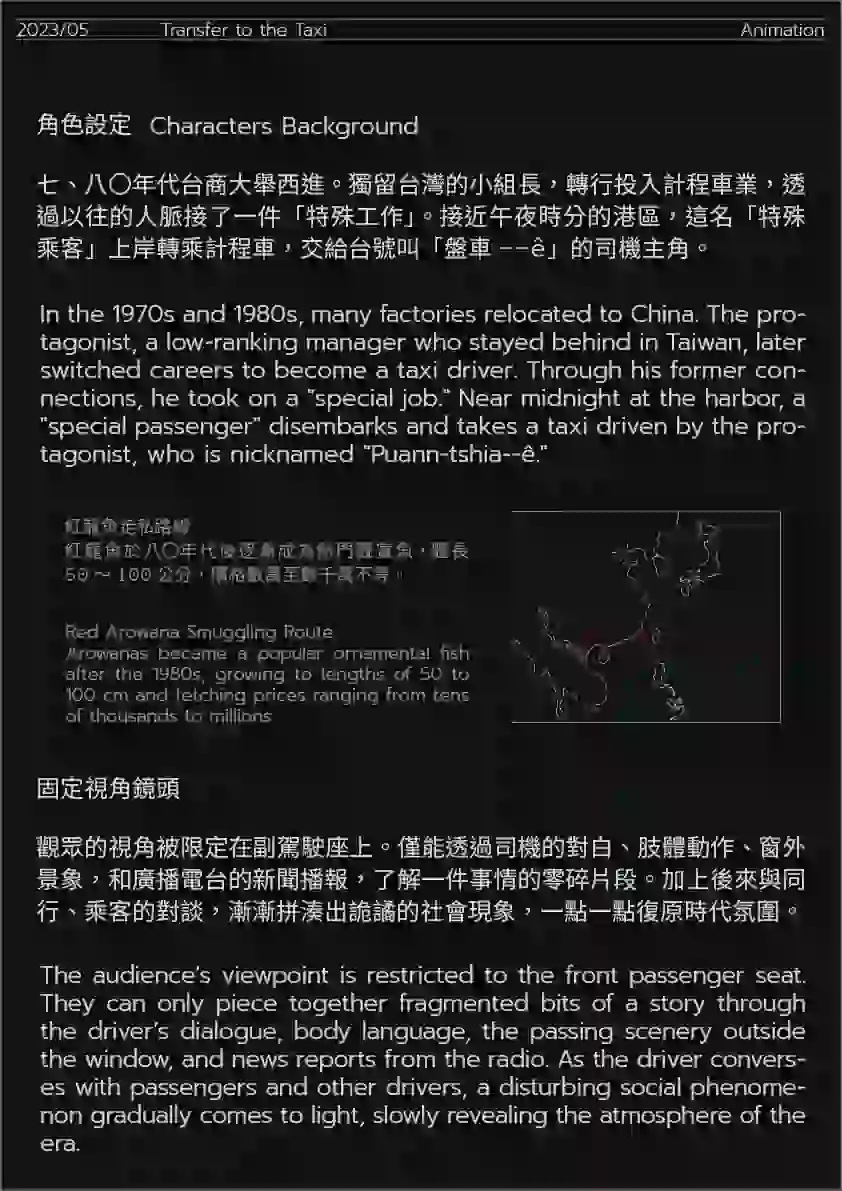 2023/05 Transfer to the Taxi Animation
角色設定 Characters Background
七、八〇年代台商大舉西進。獨留台灣的小組長，轉行投入計程車業，透
過以往的人脈接了一件「特殊工作」。接近午夜時分的港區，這名「特殊
乘客」上岸轉乘計程車，交給台號叫「盤車 --ê」的司機主角。
In the 1970s and 1980s, many factories relocated to China. The pro-
tagonist, a low-ranking manager who stayed behind in Taiwan, later
switched careers to become a taxi driver. Through his former con-
nections, he took on a "special job." Near midnight at the harbor, a
"special passenger" disembarks and takes a taxi driven by the pro-
tagonist, who is nicknamed "Puann-tshia--ê."
紅龍魚走私路線
紅龍魚於八〇年代後逐漸成為熱門觀賞魚，體長
50 ~ 100 公分，價格數萬至數千萬不等。
Red Arowana Smuggling Route
Arowanas became a popular ornamental fish
after the 1980s, growing to lengths of 50 to
100 cm and fetching prices ranging from tens
of thousands to millions
固定視角鏡頭
觀眾的視角被限定在副駕駛座上。僅能透過司機的對白、肢體動作、窗外
景象，和廣播電台的新聞播報，了解一件事情的零碎片段。加上後來與同
行、乘客的對談，漸漸拼湊出詭譎的社會現象，一點一點復原時代氛圍。
The audience's viewpoint is restricted to the front passenger seat.
They can only piece together fragmented bits of a story through
the driver's dialogue, body language, the passing scenery outside
the window, and news reports from the radio. As the driver convers-
es with passengers and other drivers, a disturbing social phenome-
non gradually comes to light, slowly revealing the atmosphere of the
era.